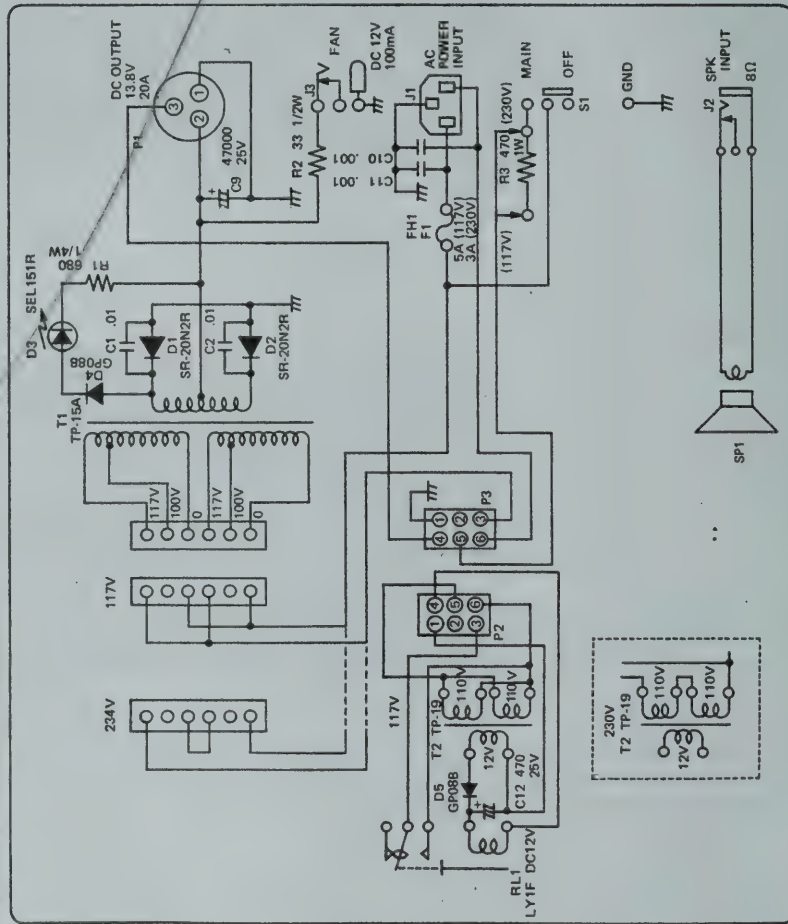 DC OUTPUT
13.8V
20A
P1
3
1
2
47000
25V
C9
+
J3
FAN
DC 12V
100mA
R2 33 1/2W
AC
POWER
INPUT
J1
C10 .001
C11 .001
FH1
F1
5A (117V)
3A (230V)
MAIN
(230V)
R3 470
1W
(117V)
OFF
S1
GND
SPK
INPUT
J2
8Ω
SP1
D3 SEL151R
R1
680
1/4W
D4
GP08B
C1 .01
D1
SR-20N2R
C2 .01
D2
SR-20N2R
T1
TP-15A
117V
100V
0
117V
100V
0
117V
234V
P3
1
2
3
4
5
6
P2
4
5
6
1
2
3
117V
T2 TP-19
110V
110V
12V
D5
GP08B
C12 470
25V
+
RL1
LY1F DC12V
230V
T2 TP-19
110V
110V
12V